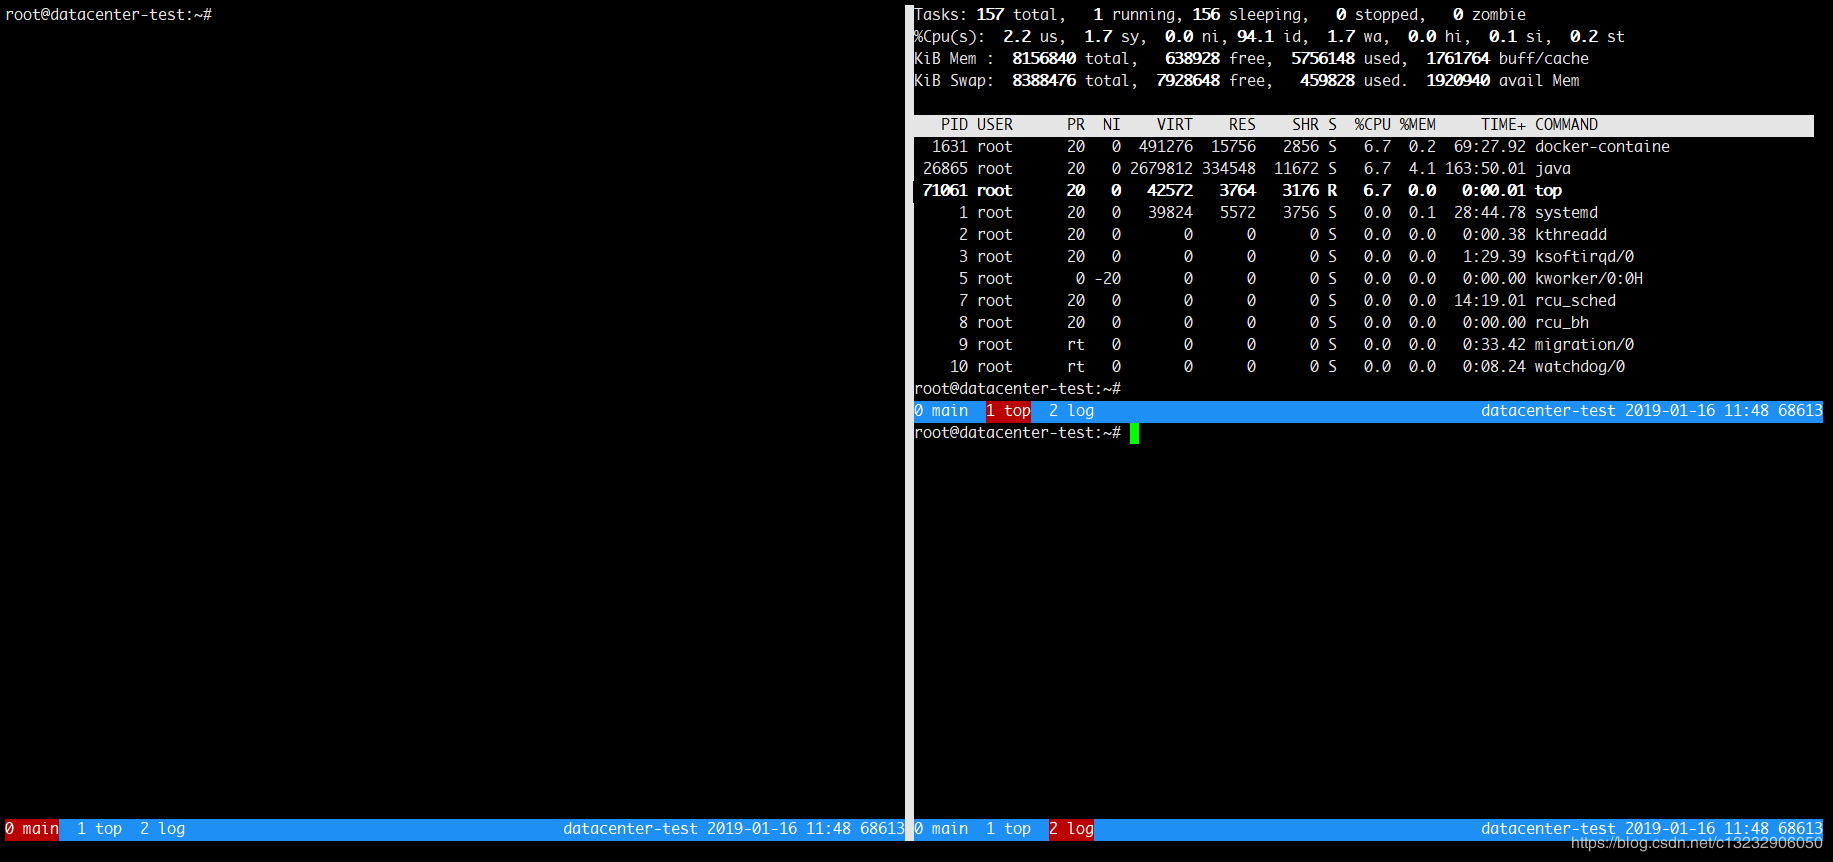 root@datacenter-test:~#
0 main  1 top  2 log                                          datacenter-test 2019-01-16 11:48 68613
Tasks: 157 total,   1 running, 156 sleeping,   0 stopped,   0 zombie
%Cpu(s):  2.2 us,  1.7 sy,  0.0 ni, 94.1 id,  1.7 wa,  0.0 hi,  0.1 si,  0.2 st
KiB Mem :  8156840 total,   638928 free,  5756148 used,  1761764 buff/cache
KiB Swap:  8388476 total,  7928648 free,   459828 used.  1920940 avail Mem
   PID USER      PR  NI    VIRT    RES    SHR S  %CPU %MEM     TIME+ COMMAND
  1631 root      20   0  491276  15756   2856 S   6.7  0.2  69:27.92 docker-containe
 26865 root      20   0 2679812 334548  11672 S   6.7  4.1 163:50.01 java
 71061 root      20   0   42572   3764   3176 R   6.7  0.0   0:00.01 top
     1 root      20   0   39824   5572   3756 S   0.0  0.1  28:44.78 systemd
     2 root      20   0       0      0      0 S   0.0  0.0   0:00.38 kthreadd
     3 root      20   0       0      0      0 S   0.0  0.0   1:29.39 ksoftirqd/0
     5 root       0 -20       0      0      0 S   0.0  0.0   0:00.00 kworker/0:0H
     7 root      20   0       0      0      0 S   0.0  0.0  14:19.01 rcu_sched
     8 root      20   0       0      0      0 S   0.0  0.0   0:00.00 rcu_bh
     9 root      rt   0       0      0      0 S   0.0  0.0   0:33.42 migration/0
    10 root      rt   0       0      0      0 S   0.0  0.0   0:08.24 watchdog/0
root@datacenter-test:~#
0 main  1 top  2 log                                           datacenter-test 2019-01-16 11:48 68613
root@datacenter-test:~#
0 main  1 top  2 log                                           datacenter-test 2019-01-16 11:48 68613
https://blog.csdn.net/c13232906050